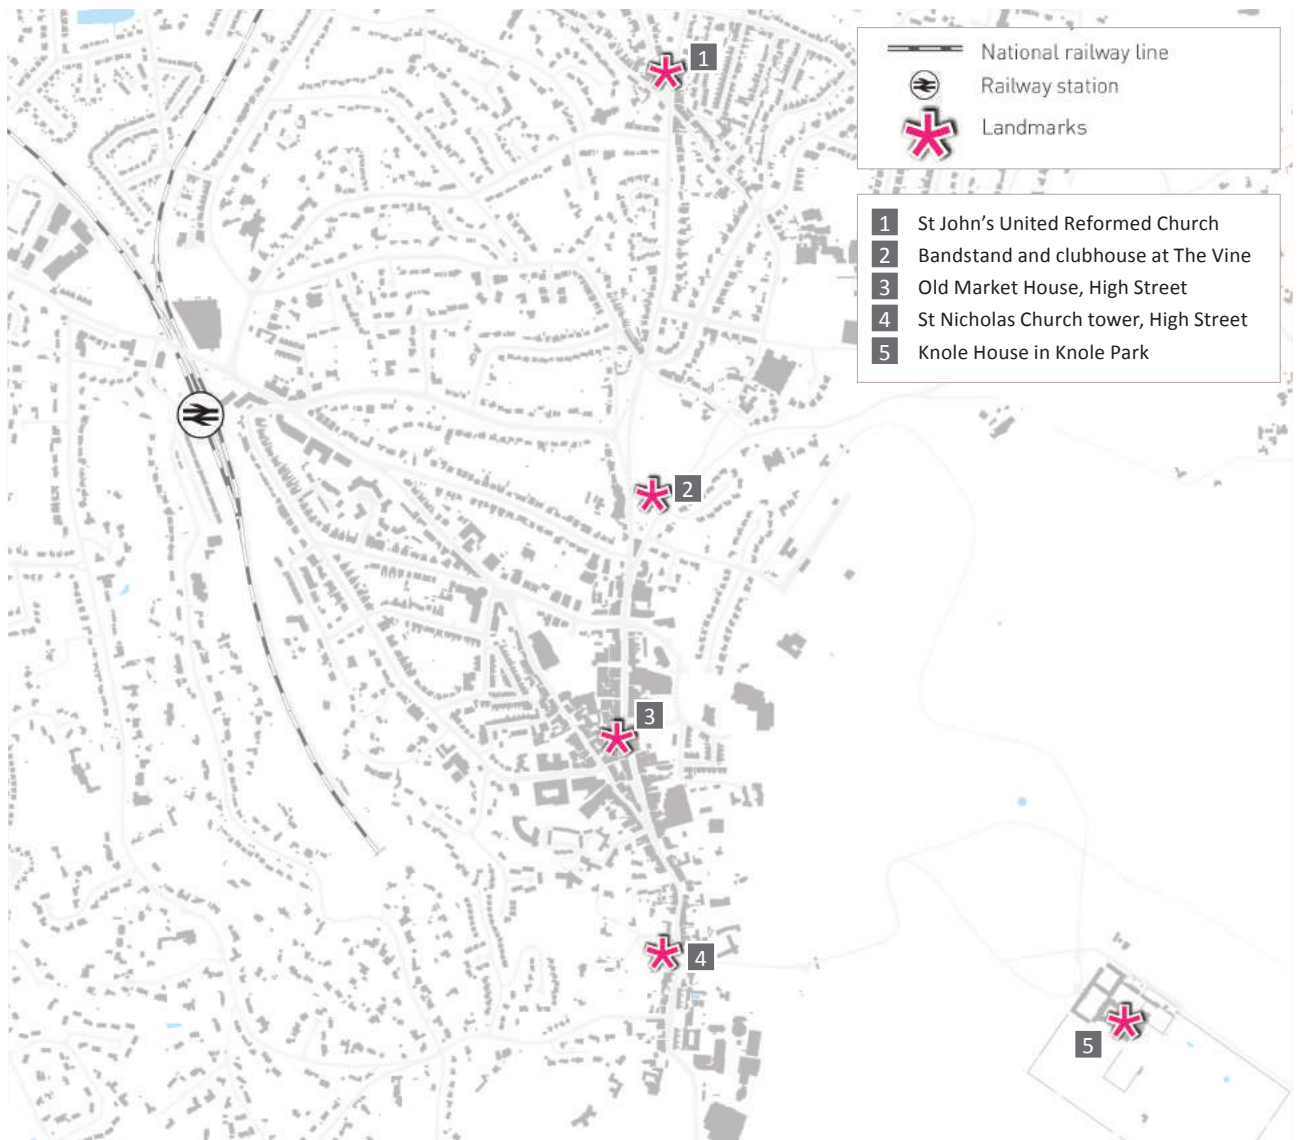 National railway line
Railway station
Landmarks
1 St John’s United Reformed Church
2 Bandstand and clubhouse at The Vine
3 Old Market House, High Street
4 St Nicholas Church tower, High Street
5 Knole House in Knole Park
1
2
3
4
5